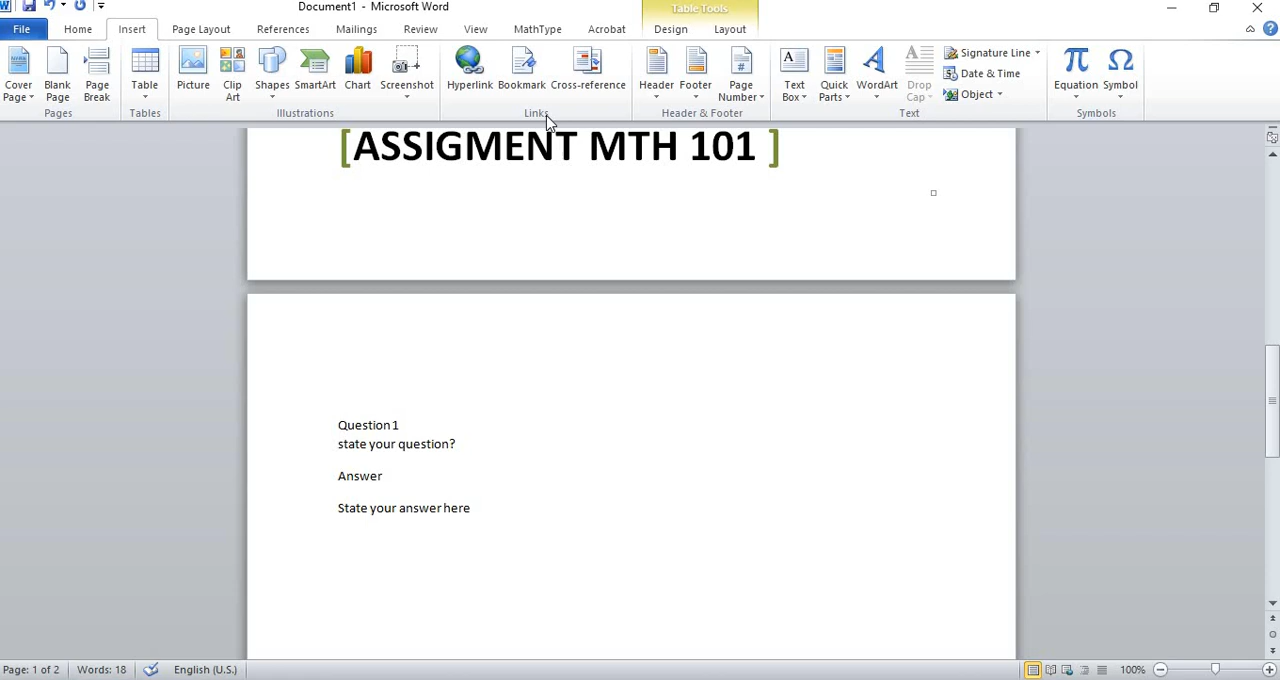 Document1 - Microsoft Word
Table Tools
File Home Insert Page Layout References Mailings Review View MathType Acrobat Design Layout
Cover Page
Blank Page
Page Break
Table
Picture
Clip Art
Shapes
SmartArt
Chart
Screenshot
Hyperlink
Bookmark
Cross-reference
Header
Footer
Page Number
Text Box
Quick Parts
WordArt
Drop Cap
Signature Line
Date & Time
Object
Equation
Symbol
Pages Tables Illustrations Links Header & Footer Text Symbols
[ASSIGMENT MTH 101 ]
Question1
state your question?
Answer
State your answer here
Page: 1 of 2 Words: 18 English (U.S.) 100%